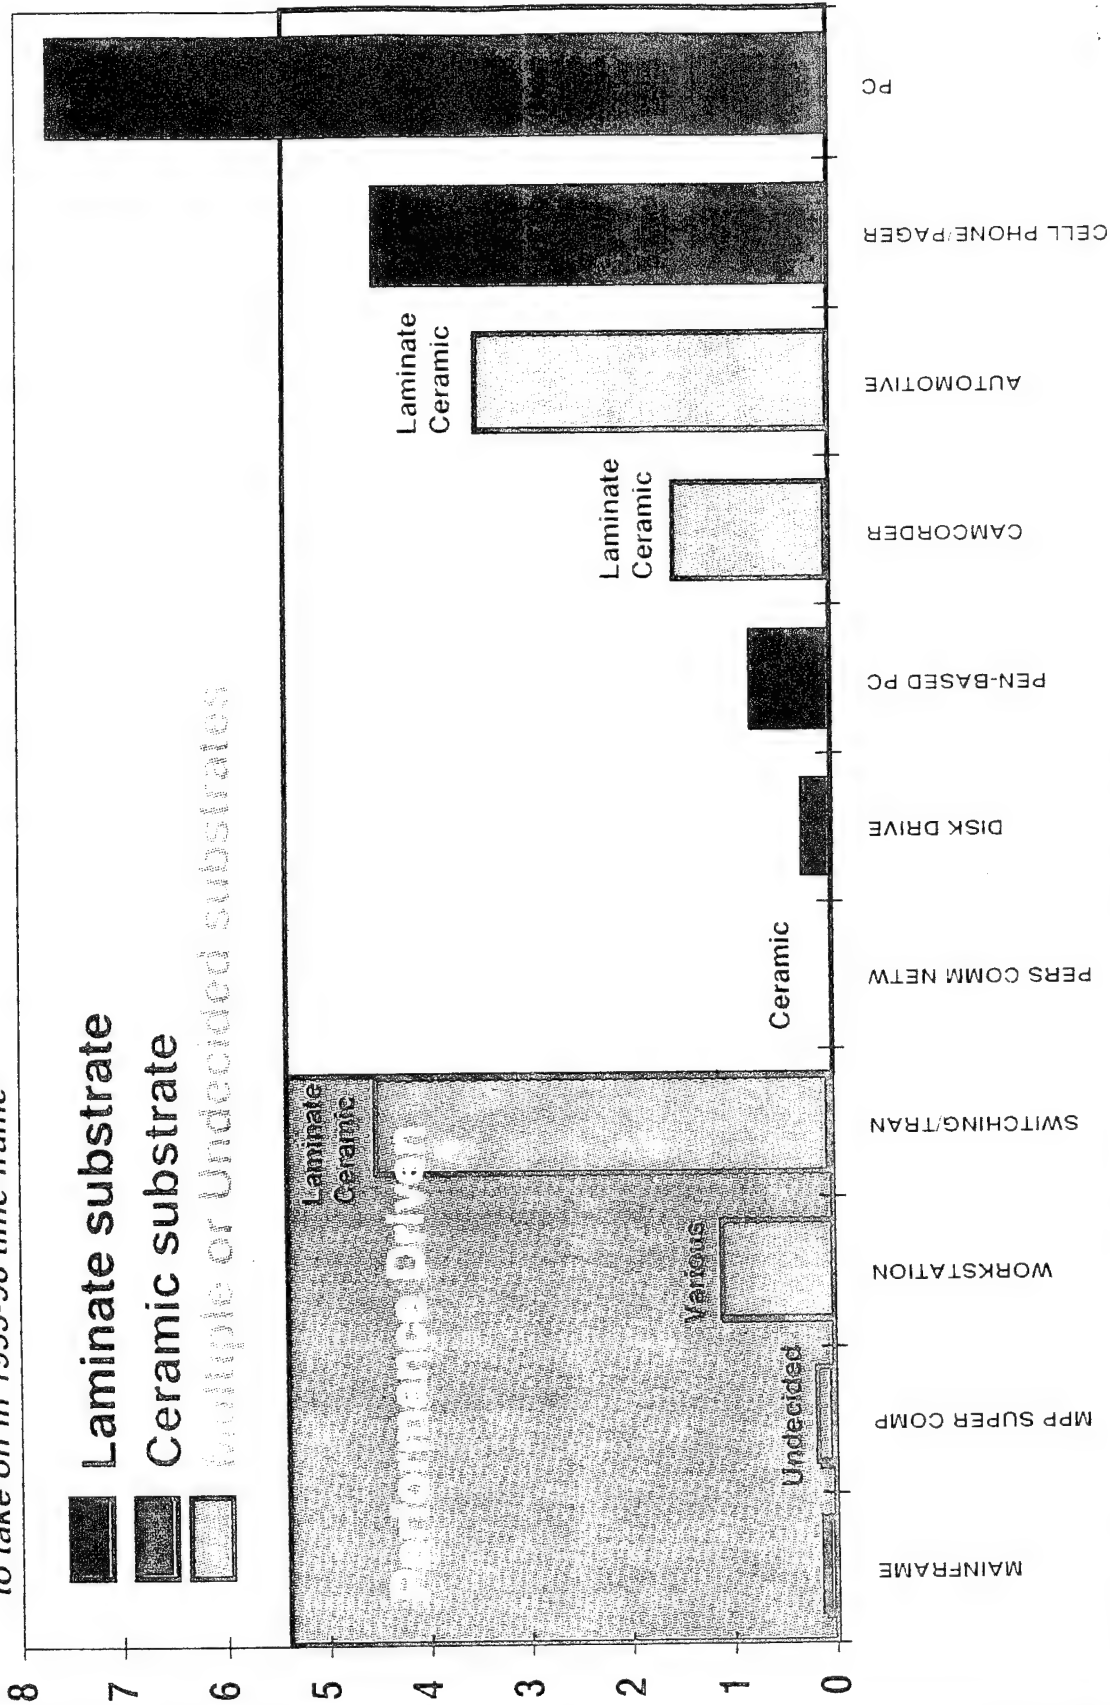 to take off in 1995-96 time frame
Laminate substrate
Ceramic substrate
Multiple or Undecided substrates
8
7
6
5
4
3
2
1
0
Performance Driven
Undecided
Various
Laminate
Ceramic
Ceramic
Laminate
Ceramic
Laminate
Ceramic
MAINFRAME
MPP SUPER COMP
WORKSTATION
SWITCHING/TRAN
PERS COMM NETW
DISK DRIVE
PEN-BASED PC
CAMCORDER
AUTOMOTIVE
CELL PHONE/PAGER
PC